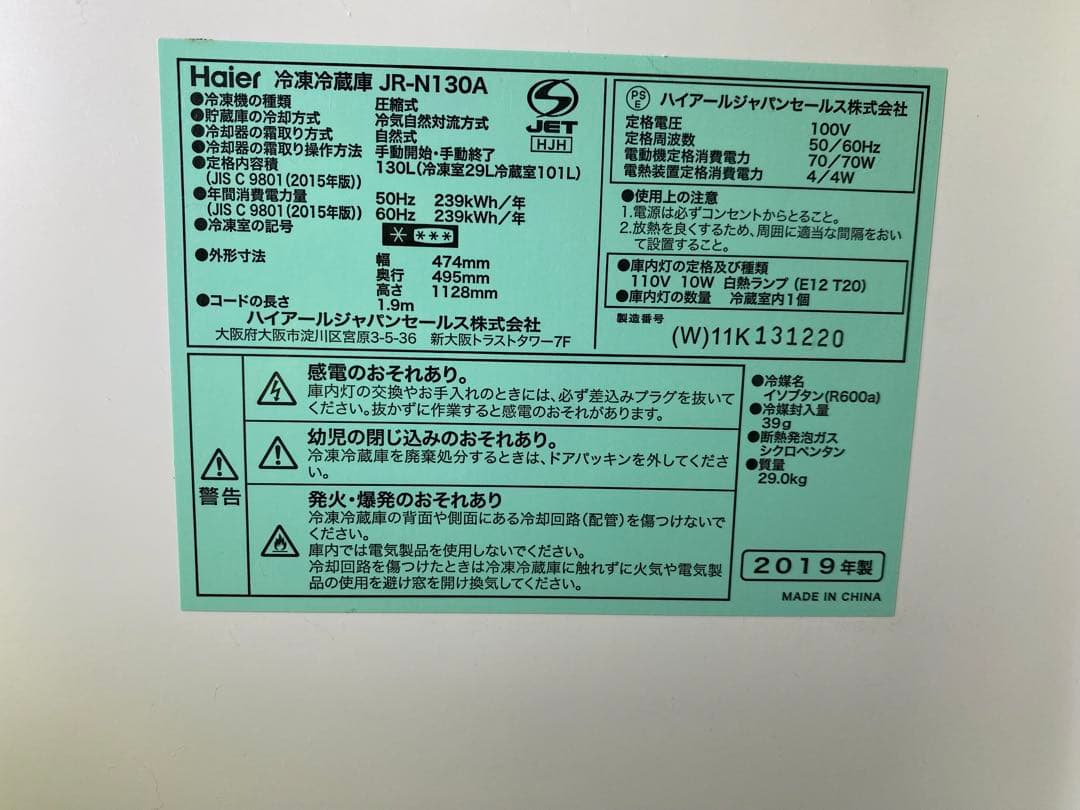 Haier 冷凍冷蔵庫 JR-N130A
●冷凍機の種類 圧縮式
●貯蔵庫の冷却方式 冷気自然対流方式
●冷却器の霜取り方式 自然式
●冷却器の霜取り操作方法 手動開始・手動終了
●定格内容積 130L(冷凍室29L冷蔵室101L)
(JIS C 9801(2015年版))
●年間消費電力量 50Hz 239kWh/年
(JIS C 9801(2015年版)) 60Hz 239kWh/年
●冷凍室の記号 * ***
●外形寸法 幅 474mm
奥行 495mm
高さ 1128mm
●コードの長さ 1.9m
ハイアールジャパンセールス株式会社
大阪府大阪市淀川区宮原3-5-36 新大阪トラストタワー7F
JET
HJH
PS
E
ハイアールジャパンセールス株式会社
定格電圧 100V
定格周波数 50/60Hz
電動機定格消費電力 70/70W
電熱装置定格消費電力 4/4W
●使用上の注意
1.電源は必ずコンセントからとること。
2.放熱を良くするため、周囲に適当な間隔をおい
て設置すること。
●庫内灯の定格及び種類
110V 10W 白熱ランプ (E12 T20)
●庫内灯の数量 冷蔵室内1個
製造番号
(W)11K131220
警告
感電のおそれあり。
庫内灯の交換やお手入れのときには、必ず差込みプラグを抜いて
ください。抜かずに作業すると感電のおそれがあります。
幼児の閉じ込みのおそれあり。
冷凍冷蔵庫を廃棄処分するときは、ドアパッキンを外してくださ
い。
発火・爆発のおそれあり
冷凍冷蔵庫の背面や側面にある冷却回路(配管)を傷つけないで
ください。
庫内では電気製品を使用しないでください。
冷却回路を傷つけたときは冷凍冷蔵庫に触れずに火気や電気製
品の使用を避け窓を開け換気してください。
●冷媒名
イソブタン(R600a)
●冷媒封入量
39g
●断熱発泡ガス
シクロペンタン
●質量
29.0kg
2019年製
MADE IN CHINA